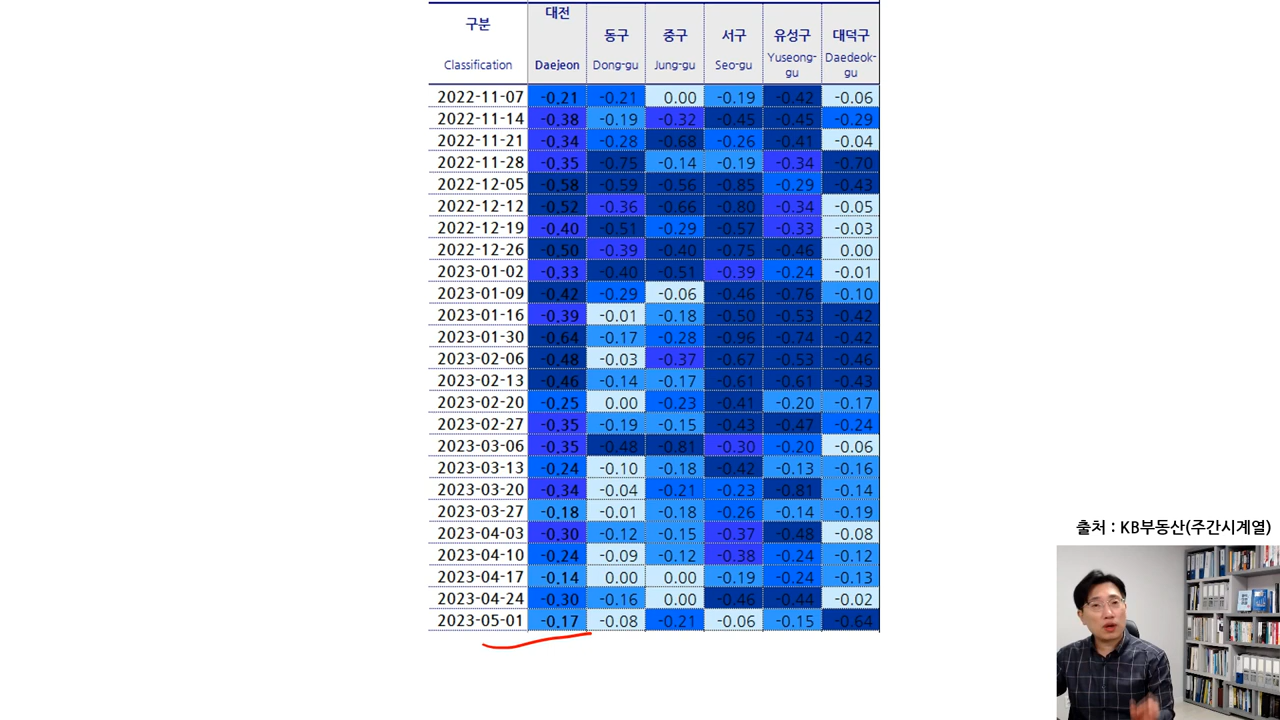 구분 대전 동구 중구 서구 유성구 대덕구
Classification Daejeon Dong-gu Jung-gu Seo-gu Yuseong-gu Daedeok-gu
2022-11-07 -0.21 -0.21 0.00 -0.19 -0.42 -0.06
2022-11-14 -0.38 -0.19 -0.32 -0.45 -0.45 -0.29
2022-11-21 -0.34 -0.28 -0.68 -0.26 -0.41 -0.04
2022-11-28 -0.35 -0.75 -0.14 -0.19 -0.34 -0.70
2022-12-05 -0.58 -0.59 -0.56 -0.85 -0.29 -0.43
2022-12-12 -0.52 -0.36 -0.66 -0.80 -0.34 -0.05
2022-12-19 -0.40 -0.51 -0.29 -0.57 -0.33 -0.03
2022-12-26 -0.50 -0.39 -0.40 -0.75 -0.46 0.00
2023-01-02 -0.33 -0.40 -0.51 -0.39 -0.24 -0.01
2023-01-09 -0.42 -0.29 -0.06 -0.46 -0.76 -0.10
2023-01-16 -0.39 -0.01 -0.18 -0.50 -0.53 -0.42
2023-01-30 -0.64 -0.17 -0.28 -0.96 -0.74 -0.42
2023-02-06 -0.48 -0.03 -0.37 -0.67 -0.53 -0.46
2023-02-13 -0.46 -0.14 -0.17 -0.61 -0.61 -0.43
2023-02-20 -0.25 0.00 -0.23 -0.41 -0.20 -0.17
2023-02-27 -0.35 -0.19 -0.15 -0.43 -0.47 -0.24
2023-03-06 -0.35 -0.48 -0.81 -0.30 -0.20 -0.06
2023-03-13 -0.24 -0.10 -0.18 -0.42 -0.13 -0.16
2023-03-20 -0.34 -0.04 -0.21 -0.23 -0.81 -0.14
2023-03-27 -0.18 -0.01 -0.18 -0.26 -0.14 -0.19
2023-04-03 -0.30 -0.12 -0.15 -0.37 -0.48 -0.08
2023-04-10 -0.24 -0.09 -0.12 -0.38 -0.24 -0.12
2023-04-17 -0.14 0.00 0.00 -0.19 -0.24 -0.13
2023-04-24 -0.30 -0.16 0.00 -0.46 -0.44 -0.02
2023-05-01 -0.17 -0.08 -0.21 -0.06 -0.15 -0.64
출처 : KB부동산(주간시계열)